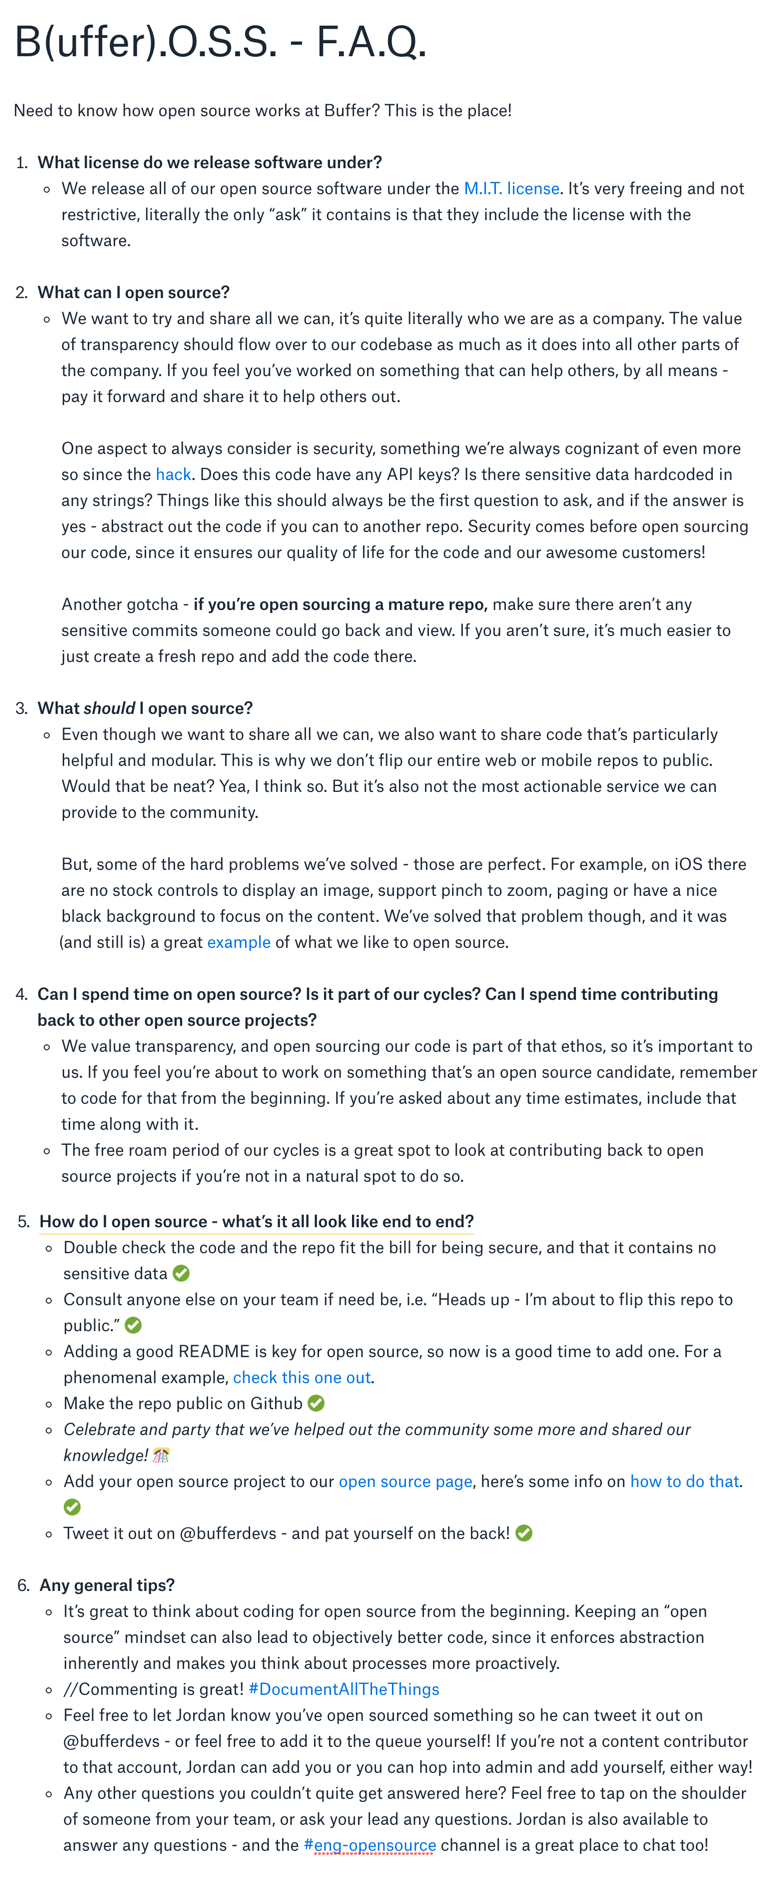 B(uffer).O.S.S. - F.A.Q.
Need to know how open source works at Buffer? This is the place!
1. What license do we release software under?
◦ We release all of our open source software under the M.I.T. license. It’s very freeing and not
restrictive, literally the only “ask” it contains is that they include the license with the
software.
2. What can I open source?
◦ We want to try and share all we can, it’s quite literally who we are as a company. The value
of transparency should flow over to our codebase as much as it does into all other parts of
the company. If you feel you’ve worked on something that can help others, by all means -
pay it forward and share it to help others out.
One aspect to always consider is security, something we’re always cognizant of even more
so since the hack. Does this code have any API keys? Is there sensitive data hardcoded in
any strings? Things like this should always be the first question to ask, and if the answer is
yes - abstract out the code if you can to another repo. Security comes before open sourcing
our code, since it ensures our quality of life for the code and our awesome customers!
Another gotcha - if you’re open sourcing a mature repo, make sure there aren’t any
sensitive commits someone could go back and view. If you aren’t sure, it’s much easier to
just create a fresh repo and add the code there.
3. What should I open source?
◦ Even though we want to share all we can, we also want to share code that’s particularly
helpful and modular. This is why we don’t flip our entire web or mobile repos to public.
Would that be neat? Yea, I think so. But it’s also not the most actionable service we can
provide to the community.
But, some of the hard problems we’ve solved - those are perfect. For example, on iOS there
are no stock controls to display an image, support pinch to zoom, paging or have a nice
black background to focus on the content. We’ve solved that problem though, and it was
(and still is) a great example of what we like to open source.
4. Can I spend time on open source? Is it part of our cycles? Can I spend time contributing
back to other open source projects?
◦ We value transparency, and open sourcing our code is part of that ethos, so it’s important to
us. If you feel you’re about to work on something that’s an open source candidate, remember
to code for that from the beginning. If you’re asked about any time estimates, include that
time along with it.
◦ The free roam period of our cycles is a great spot to look at contributing back to open
source projects if you’re not in a natural spot to do so.
5. How do I open source - what’s it all look like end to end?
◦ Double check the code and the repo fit the bill for being secure, and that it contains no
sensitive data ✅
◦ Consult anyone else on your team if need be, i.e. “Heads up - I’m about to flip this repo to
public.” ✅
◦ Adding a good README is key for open source, so now is a good time to add one. For a
phenomenal example, check this one out.
◦ Make the repo public on Github ✅
◦ Celebrate and party that we’ve helped out the community some more and shared our
knowledge! 🎊
◦ Add your open source project to our open source page, here’s some info on how to do that.
✅
◦ Tweet it out on @bufferdevs - and pat yourself on the back! ✅
6. Any general tips?
◦ It’s great to think about coding for open source from the beginning. Keeping an “open
source” mindset can also lead to objectively better code, since it enforces abstraction
inherently and makes you think about processes more proactively.
◦ //Commenting is great! #DocumentAllTheThings
◦ Feel free to let Jordan know you’ve open sourced something so he can tweet it out on
@bufferdevs - or feel free to add it to the queue yourself! If you’re not a content contributor
to that account, Jordan can add you or you can hop into admin and add yourself, either way!
◦ Any other questions you couldn’t quite get answered here? Feel free to tap on the shoulder
of someone from your team, or ask your lead any questions. Jordan is also available to
answer any questions - and the #eng-opensource channel is a great place to chat too!